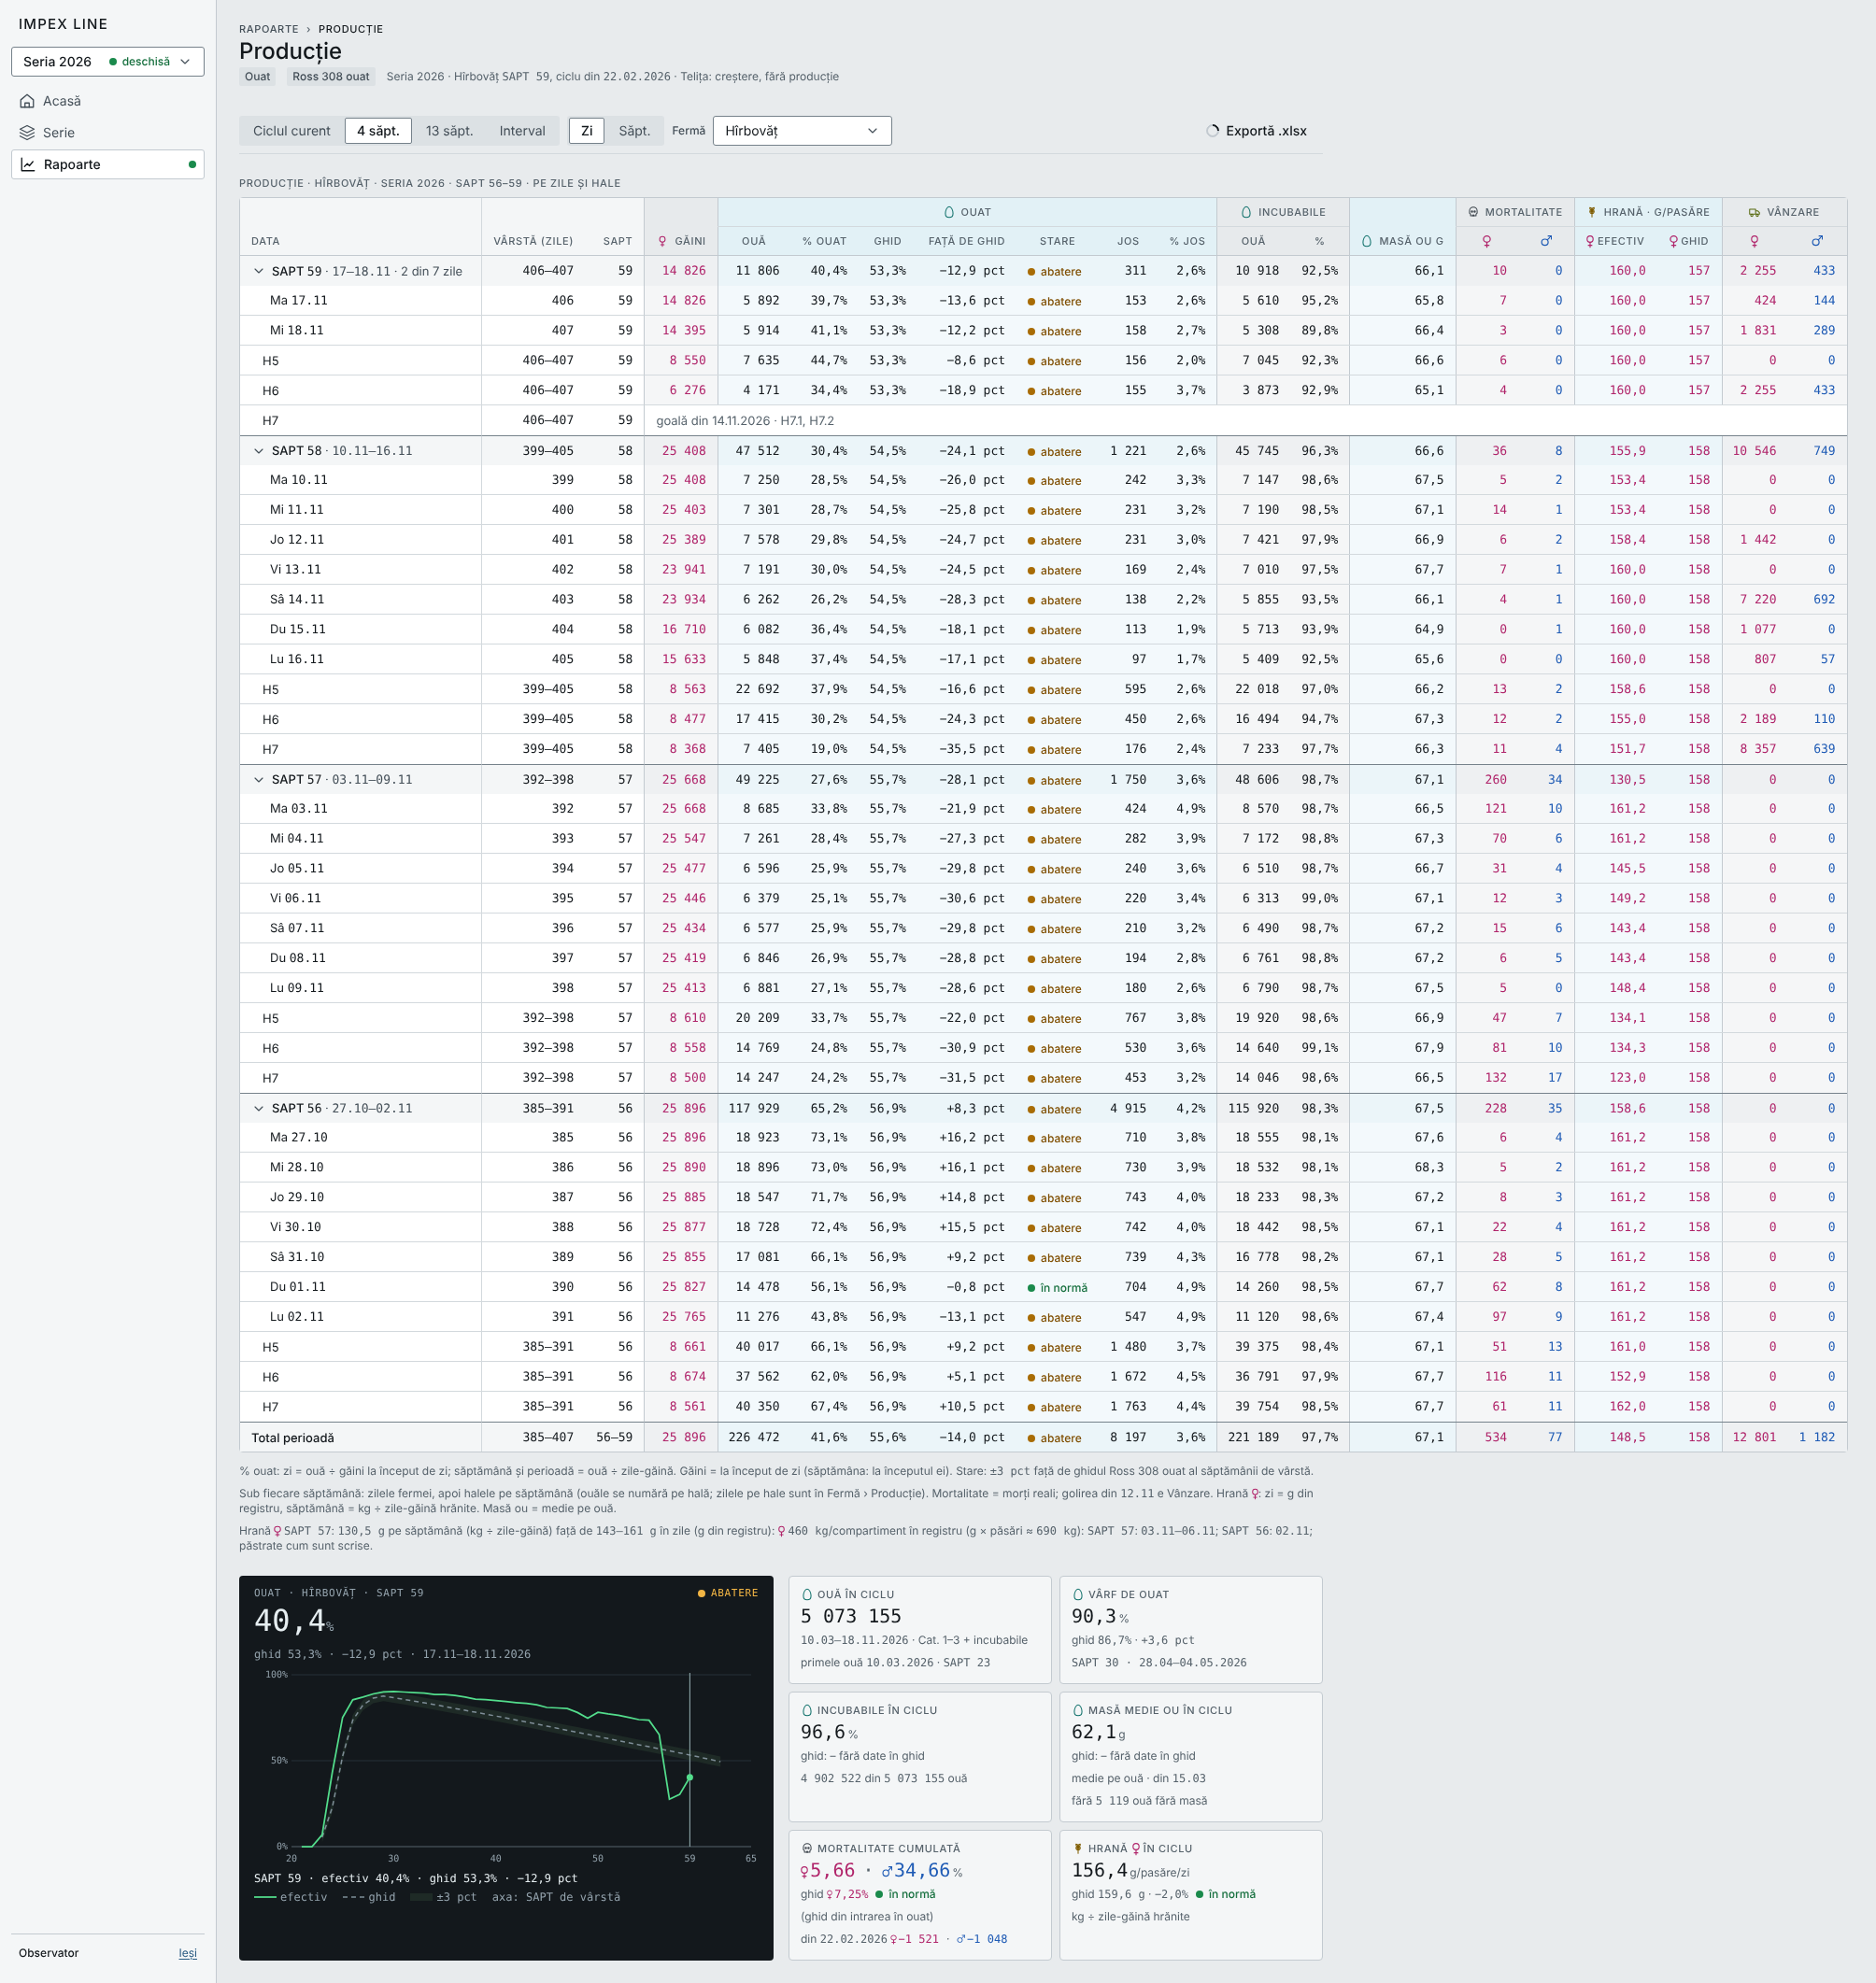 IMPEX LINE
Seria 2026 deschisă
Acasă
Serie
Rapoarte
RAPOARTE › PRODUCȚIE
Producție
Ouat Ross 308 ouat Seria 2026 · Hîrbovăț SAPT 59, ciclu din 22.02.2026 · Telița: creștere, fără producție
Ciclul curent 4 săpt. 13 săpt. Interval Zi Săpt. Fermă Hîrbovăț Exportă .xlsx
PRODUCȚIE · HÎRBOVĂȚ · SERIA 2026 · SAPT 56–59 · PE ZILE ȘI HALE
OUAT INCUBABILE MORTALITATE HRANĂ · G/PASĂRE VÂNZARE
DATA VÂRSTĂ (ZILE) SAPT ♀ GĂINI OUĂ % OUAT GHID FAȚĂ DE GHID STARE JOS % JOS OUĂ % MASĂ OU G ♀ ♂ ♀ EFECTIV ♀ GHID ♀ ♂
SAPT 59 · 17–18.11 · 2 din 7 zile 406–407 59 14 826 11 806 40,4% 53,3% −12,9 pct abatere 311 2,6% 10 918 92,5% 66,1 10 0 160,0 157 2 255 433
Ma 17.11 406 59 14 826 5 892 39,7% 53,3% −13,6 pct abatere 153 2,6% 5 610 95,2% 65,8 7 0 160,0 157 424 144
Mi 18.11 407 59 14 395 5 914 41,1% 53,3% −12,2 pct abatere 158 2,7% 5 308 89,8% 66,4 3 0 160,0 157 1 831 289
H5 406–407 59 8 550 7 635 44,7% 53,3% −8,6 pct abatere 156 2,0% 7 045 92,3% 66,6 6 0 160,0 157 0 0
H6 406–407 59 6 276 4 171 34,4% 53,3% −18,9 pct abatere 155 3,7% 3 873 92,9% 65,1 4 0 160,0 157 2 255 433
H7 406–407 59 goală din 14.11.2026 · H7.1, H7.2
SAPT 58 · 10.11–16.11 399–405 58 25 408 47 512 30,4% 54,5% −24,1 pct abatere 1 221 2,6% 45 745 96,3% 66,6 36 8 155,9 158 10 546 749
Ma 10.11 399 58 25 408 7 250 28,5% 54,5% −26,0 pct abatere 242 3,3% 7 147 98,6% 67,5 5 2 153,4 158 0 0
Mi 11.11 400 58 25 403 7 301 28,7% 54,5% −25,8 pct abatere 231 3,2% 7 190 98,5% 67,1 14 1 153,4 158 0 0
Jo 12.11 401 58 25 389 7 578 29,8% 54,5% −24,7 pct abatere 231 3,0% 7 421 97,9% 66,9 6 2 158,4 158 1 442 0
Vi 13.11 402 58 23 941 7 191 30,0% 54,5% −24,5 pct abatere 169 2,4% 7 010 97,5% 67,7 7 1 160,0 158 0 0
Sâ 14.11 403 58 23 934 6 262 26,2% 54,5% −28,3 pct abatere 138 2,2% 5 855 93,5% 66,1 4 1 160,0 158 7 220 692
Du 15.11 404 58 16 710 6 082 36,4% 54,5% −18,1 pct abatere 113 1,9% 5 713 93,9% 64,9 0 1 160,0 158 1 077 0
Lu 16.11 405 58 15 633 5 848 37,4% 54,5% −17,1 pct abatere 97 1,7% 5 409 92,5% 65,6 0 0 160,0 158 807 57
H5 399–405 58 8 563 22 692 37,9% 54,5% −16,6 pct abatere 595 2,6% 22 018 97,0% 66,2 13 2 158,6 158 0 0
H6 399–405 58 8 477 17 415 30,2% 54,5% −24,3 pct abatere 450 2,6% 16 494 94,7% 67,3 12 2 155,0 158 2 189 110
H7 399–405 58 8 368 7 405 19,0% 54,5% −35,5 pct abatere 176 2,4% 7 233 97,7% 66,3 11 4 151,7 158 8 357 639
SAPT 57 · 03.11–09.11 392–398 57 25 668 49 225 27,6% 55,7% −28,1 pct abatere 1 750 3,6% 48 606 98,7% 67,1 260 34 130,5 158 0 0
Ma 03.11 392 57 25 668 8 685 33,8% 55,7% −21,9 pct abatere 424 4,9% 8 570 98,7% 66,5 121 10 161,2 158 0 0
Mi 04.11 393 57 25 547 7 261 28,4% 55,7% −27,3 pct abatere 282 3,9% 7 172 98,8% 67,3 70 6 161,2 158 0 0
Jo 05.11 394 57 25 477 6 596 25,9% 55,7% −29,8 pct abatere 240 3,6% 6 510 98,7% 66,7 31 4 145,5 158 0 0
Vi 06.11 395 57 25 446 6 379 25,1% 55,7% −30,6 pct abatere 220 3,4% 6 313 99,0% 67,1 12 3 149,2 158 0 0
Sâ 07.11 396 57 25 434 6 577 25,9% 55,7% −29,8 pct abatere 210 3,2% 6 490 98,7% 67,2 15 6 143,4 158 0 0
Du 08.11 397 57 25 419 6 846 26,9% 55,7% −28,8 pct abatere 194 2,8% 6 761 98,8% 67,2 6 5 143,4 158 0 0
Lu 09.11 398 57 25 413 6 881 27,1% 55,7% −28,6 pct abatere 180 2,6% 6 790 98,7% 67,5 5 0 148,4 158 0 0
H5 392–398 57 8 610 20 209 33,7% 55,7% −22,0 pct abatere 767 3,8% 19 920 98,6% 66,9 47 7 134,1 158 0 0
H6 392–398 57 8 558 14 769 24,8% 55,7% −30,9 pct abatere 530 3,6% 14 640 99,1% 67,9 81 10 134,3 158 0 0
H7 392–398 57 8 500 14 247 24,2% 55,7% −31,5 pct abatere 453 3,2% 14 046 98,6% 66,5 132 17 123,0 158 0 0
SAPT 56 · 27.10–02.11 385–391 56 25 896 117 929 65,2% 56,9% +8,3 pct abatere 4 915 4,2% 115 920 98,3% 67,5 228 35 158,6 158 0 0
Ma 27.10 385 56 25 896 18 923 73,1% 56,9% +16,2 pct abatere 710 3,8% 18 555 98,1% 67,6 6 4 161,2 158 0 0
Mi 28.10 386 56 25 890 18 896 73,0% 56,9% +16,1 pct abatere 730 3,9% 18 532 98,1% 68,3 5 2 161,2 158 0 0
Jo 29.10 387 56 25 885 18 547 71,7% 56,9% +14,8 pct abatere 743 4,0% 18 233 98,3% 67,2 8 3 161,2 158 0 0
Vi 30.10 388 56 25 877 18 728 72,4% 56,9% +15,5 pct abatere 742 4,0% 18 442 98,5% 67,1 22 4 161,2 158 0 0
Sâ 31.10 389 56 25 855 17 081 66,1% 56,9% +9,2 pct abatere 739 4,3% 16 778 98,2% 67,1 28 5 161,2 158 0 0
Du 01.11 390 56 25 827 14 478 56,1% 56,9% −0,8 pct în normă 704 4,9% 14 260 98,5% 67,7 62 8 161,2 158 0 0
Lu 02.11 391 56 25 765 11 276 43,8% 56,9% −13,1 pct abatere 547 4,9% 11 120 98,6% 67,4 97 9 161,2 158 0 0
H5 385–391 56 8 661 40 017 66,1% 56,9% +9,2 pct abatere 1 480 3,7% 39 375 98,4% 67,1 51 13 161,0 158 0 0
H6 385–391 56 8 674 37 562 62,0% 56,9% +5,1 pct abatere 1 672 4,5% 36 791 97,9% 67,7 116 11 152,9 158 0 0
H7 385–391 56 8 561 40 350 67,4% 56,9% +10,5 pct abatere 1 763 4,4% 39 754 98,5% 67,7 61 11 162,0 158 0 0
Total perioadă 385–407 56–59 25 896 226 472 41,6% 55,6% −14,0 pct abatere 8 197 3,6% 221 189 97,7% 67,1 534 77 148,5 158 12 801 1 182
% ouat: zi = ouă ÷ găini la început de zi; săptămână și perioadă = ouă ÷ zile-găină. Găini = la început de zi (săptămâna: la începutul ei). Stare: ±3 pct față de ghidul Ross 308 ouat al săptămânii de vârstă.
Sub fiecare săptămână: zilele fermei, apoi halele pe săptămână (ouăle se numără pe hală; zilele pe hale sunt în Fermă › Producție). Mortalitate = morți reali; golirea din 12.11 e Vânzare. Hrană ♀: zi = g din
registru, săptămână = kg ÷ zile-găină hrănite. Masă ou = medie pe ouă.
Hrană ♀ SAPT 57: 130,5 g pe săptămână (kg ÷ zile-găină) față de 143–161 g în zile (g din registru): ♀ 460 kg/compartiment în registru (g × păsări ≈ 690 kg): SAPT 57: 03.11–06.11; SAPT 56: 02.11;
păstrate cum sunt scrise.
OUAT · HÎRBOVĂȚ · SAPT 59 ABATERE
40,4%
ghid 53,3% · −12,9 pct · 17.11–18.11.2026
100%
50%
0%
20 30 40 50 59 65
SAPT 59 · efectiv 40,4% · ghid 53,3% · −12,9 pct
efectiv ghid ±3 pct axa: SAPT de vârstă
OUĂ ÎN CICLU
5 073 155
10.03–18.11.2026 · Cat. 1–3 + incubabile
primele ouă 10.03.2026 · SAPT 23
VÂRF DE OUAT
90,3%
ghid 86,7% · +3,6 pct
SAPT 30 · 28.04–04.05.2026
INCUBABILE ÎN CICLU
96,6%
ghid: – fără date în ghid
4 902 522 din 5 073 155 ouă
MASĂ MEDIE OU ÎN CICLU
62,1g
ghid: – fără date în ghid
medie pe ouă · din 15.03
fără 5 119 ouă fără masă
MORTALITATE CUMULATĂ
♀5,66 · ♂34,66%
ghid ♀7,25% în normă
(ghid din intrarea în ouat)
din 22.02.2026 ♀−1 521 · ♂−1 048
HRANĂ ♀ ÎN CICLU
156,4g/pasăre/zi
ghid 159,6 g · −2,0% în normă
kg ÷ zile-găină hrănite
Observator Ieși